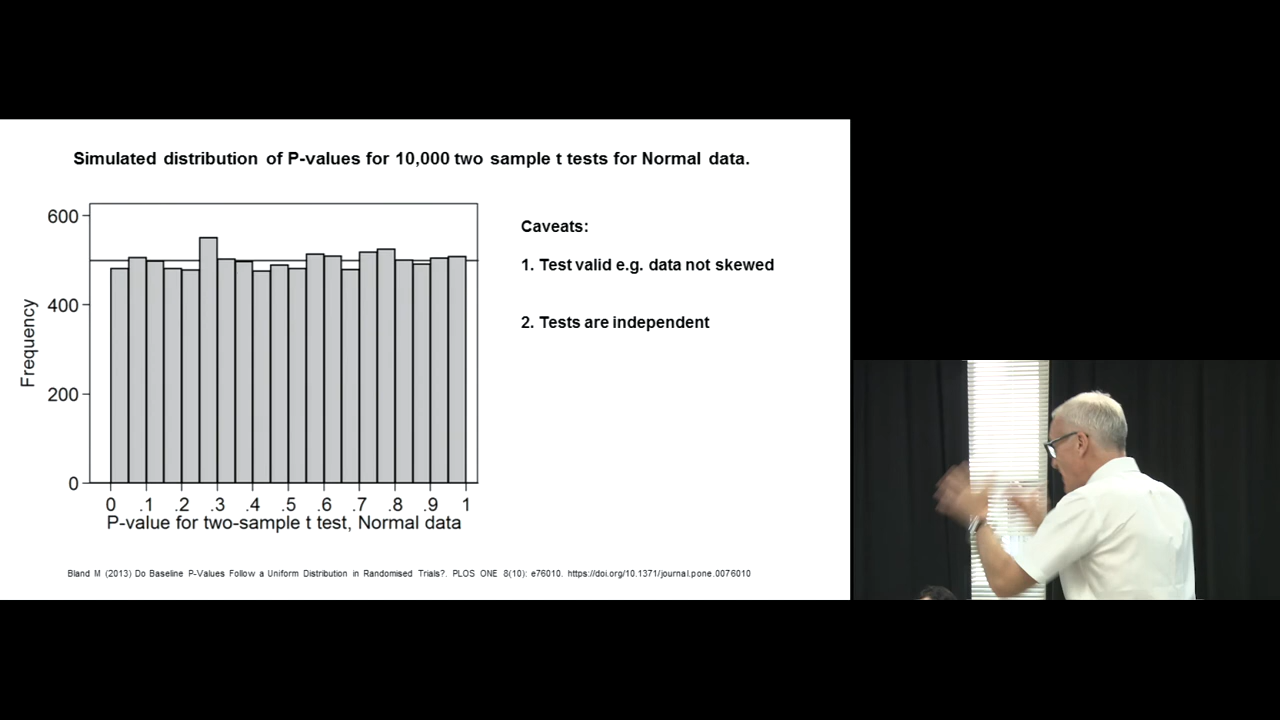 Simulated distribution of P-values for 10,000 two sample t tests for Normal data.
600
400
200
0
Frequency
0 .1 .2 .3 .4 .5 .6 .7 .8 .9 1
P-value for two-sample t test, Normal data
Caveats:
1. Test valid e.g. data not skewed
2. Tests are independent
Bland M (2013) Do Baseline P-Values Follow a Uniform Distribution in Randomised Trials?. PLOS ONE 8(10): e76010. https://doi.org/10.1371/journal.pone.0076010